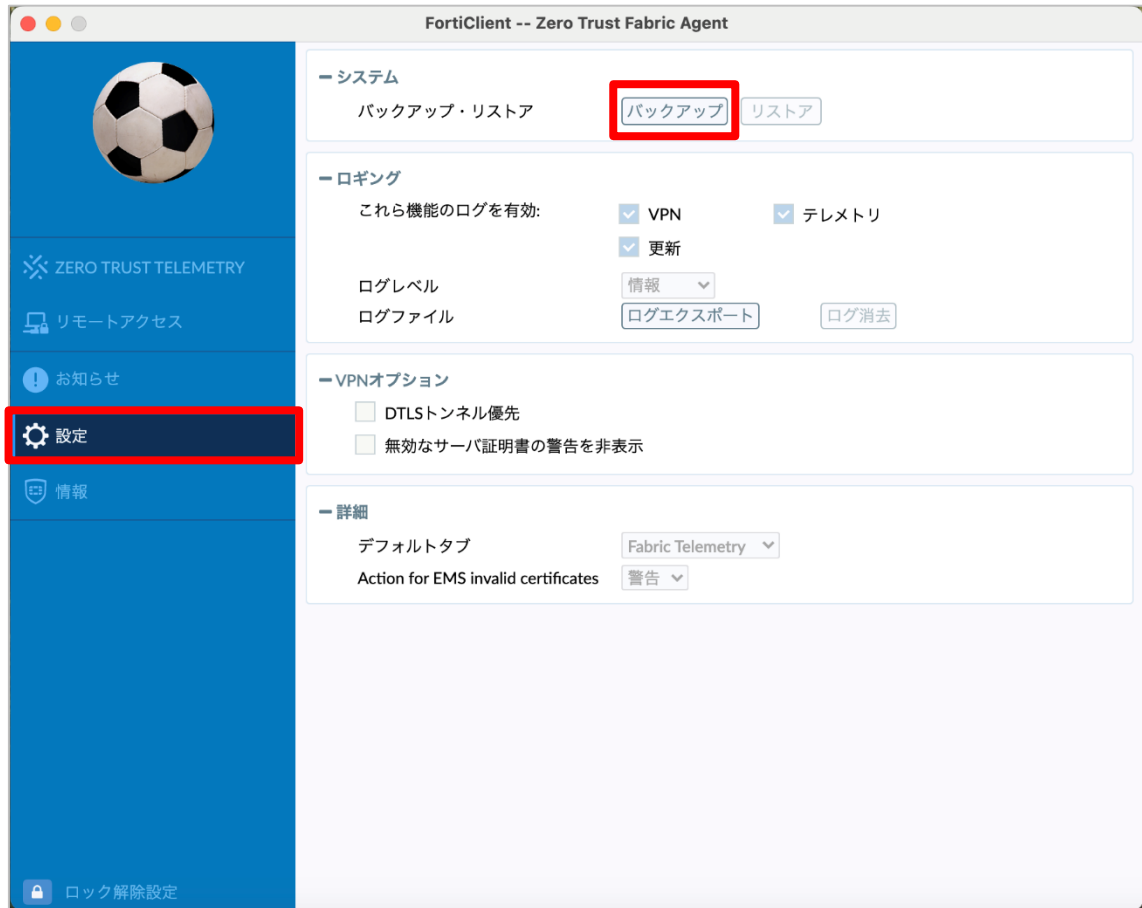 FortiClient -- Zero Trust Fabric Agent
ZERO TRUST TELEMETRY
リモートアクセス
お知らせ
設定
情報
ロック解除設定
システム
バックアップ・リストア バックアップ リストア
ロギング
これら機能のログを有効: VPN テレメトリ
更新
ログレベル 情報
ログファイル ログエクスポート ログ消去
VPNオプション
DTLSトンネル優先
無効なサーバ証明書の警告を非表示
詳細
デフォルトタブ Fabric Telemetry
Action for EMS invalid certificates 警告